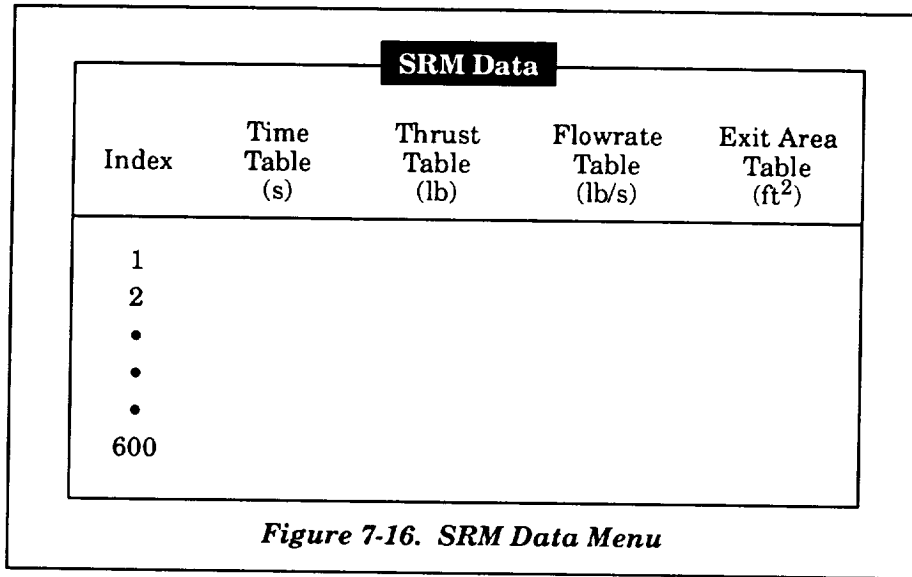 SRM Data
Index Time Table (s) Thrust Table (lb) Flowrate Table (lb/s) Exit Area Table (ft²)
1
2
•
•
•
600
Figure 7-16. SRM Data Menu